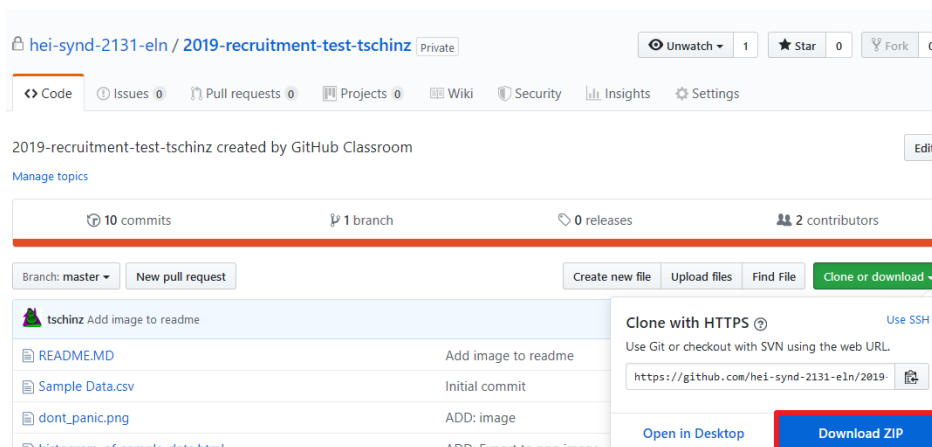 hei-synd-2131-eln / 2019-recruitment-test-tschinz Private
Unwatch 1 Star 0 Fork
Code Issues 0 Pull requests 0 Projects 0 Wiki Security Insights Settings
2019-recruitment-test-tschinz created by GitHub Classroom
Edit
Manage topics
10 commits 1 branch 0 releases 2 contributors
Branch: master New pull request Create new file Upload files Find File Clone or download
tschinz Add image to readme
Clone with HTTPS Use SSH
README.MD Add image to readme
Use Git or checkout with SVN using the web URL.
Sample Data.csv Initial commit
https://github.com/hei-synd-2131-eln/2019-
dont_panic.png ADD: image
Open in Desktop Download ZIP